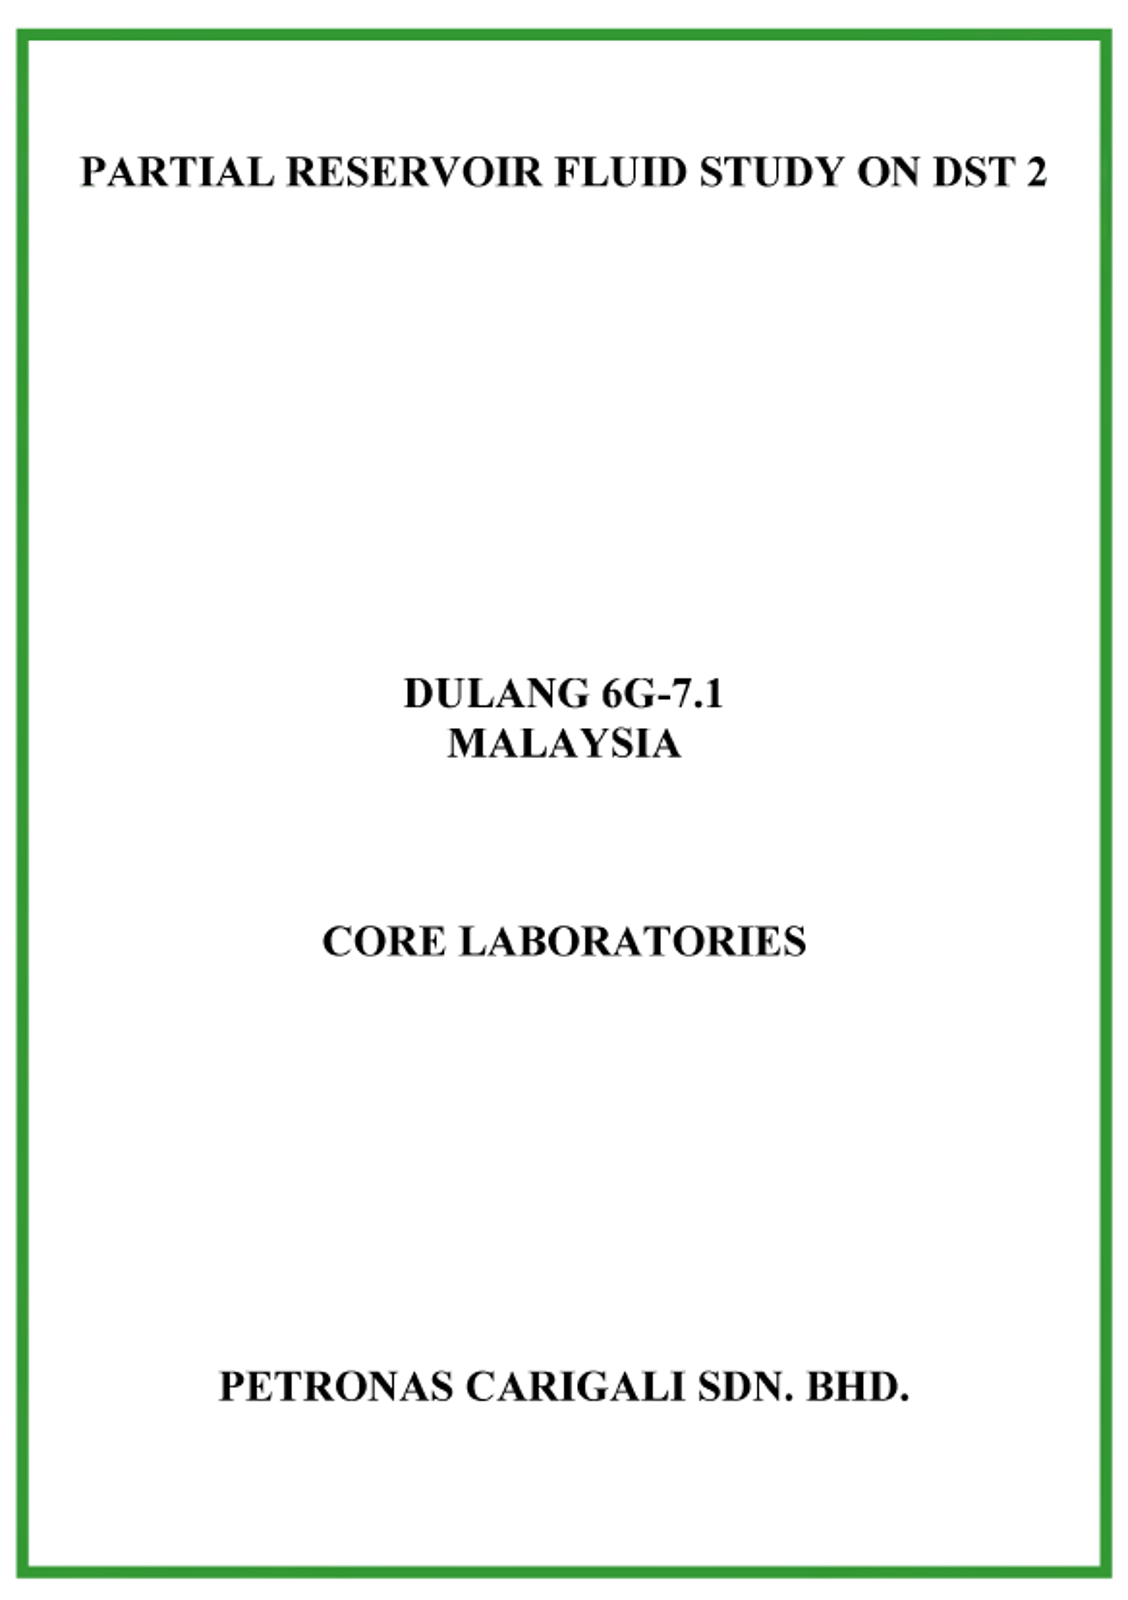 PARTIAL RESERVOIR FLUID STUDY ON DST 2
DULANG 6G-7.1
MALAYSIA
CORE LABORATORIES
PETRONAS CARIGALI SDN. BHD.